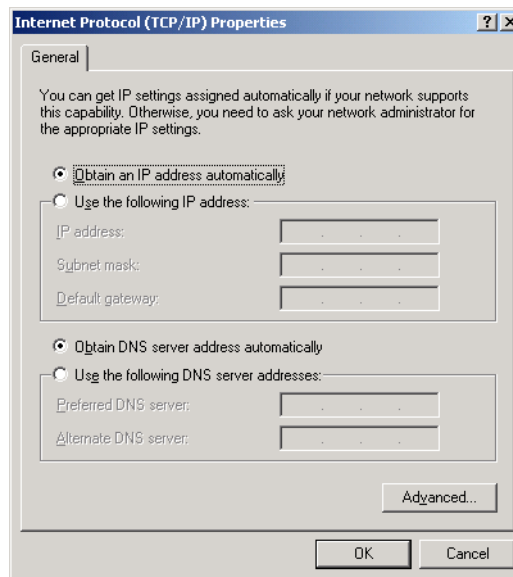 Internet Protocol (TCP/IP) Properties
General
You can get IP settings assigned automatically if your network supports
this capability. Otherwise, you need to ask your network administrator for
the appropriate IP settings.
Obtain an IP address automatically
Use the following IP address:
IP address:
Subnet mask:
Default gateway:
Obtain DNS server address automatically
Use the following DNS server addresses:
Preferred DNS server:
Alternate DNS server:
Advanced...
OK Cancel